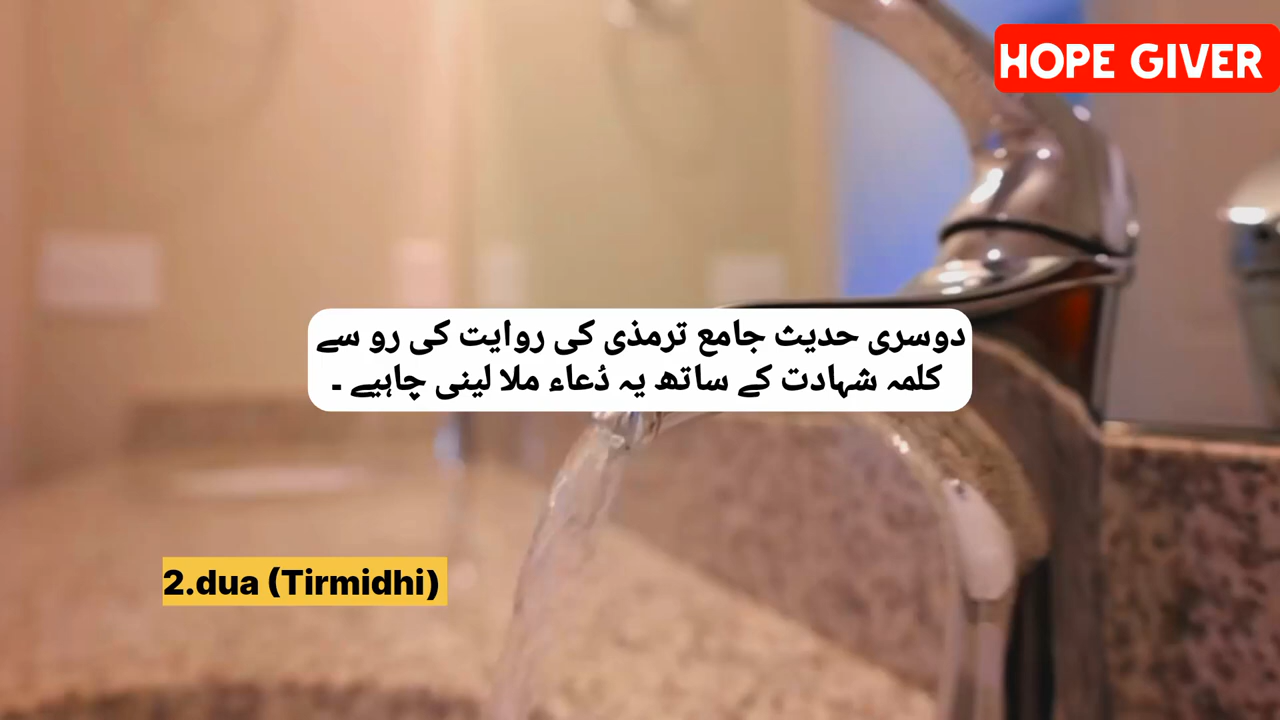 HOPE GIVER
دوسری حدیث جامع ترمذی کی روایت کی رو سے
کلمہ شہادت کے ساتھ یہ دُعاء ملا لینی چاہیے ۔
2.dua (Tirmidhi)